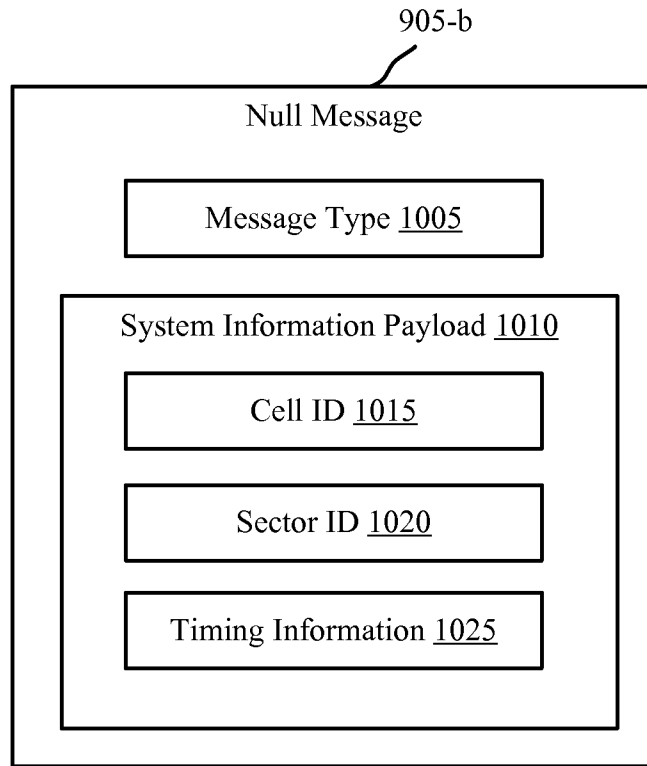 905-b
Null Message
Message Type 1005
System Information Payload 1010
Cell ID 1015
Sector ID 1020
Timing Information 1025